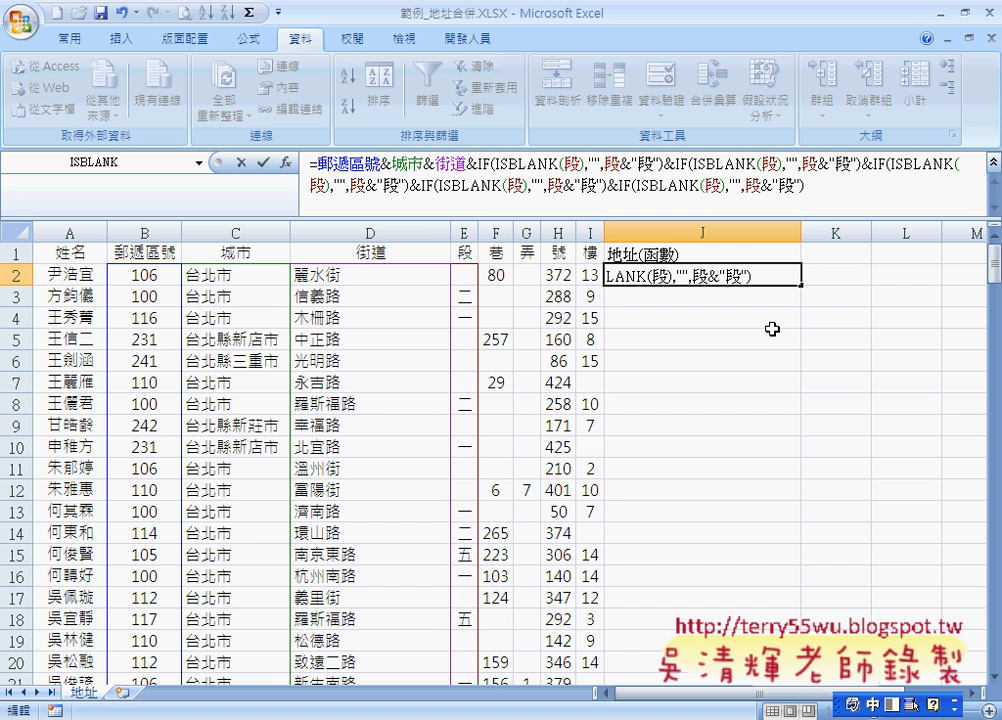 範例_地址合併.XLSX - Microsoft Excel
常用 插入 版面配置 公式 資料 校閱 檢視 開發人員
從 Access
從 Web
從文字檔
從其他來源
現有連線
取得外部資料
全部重新整理
連線
內容
編輯連結
連線
排序
篩選
清除
重新套用
進階
排序與篩選
資料剖析 移除重複 資料驗證 合併彙算 假設狀況分析
資料工具
群組 取消群組 小計
大綱
ISBLANK
=郵遞區號&城市&街道&IF(ISBLANK(段),"",段&"段")&IF(ISBLANK(段),"",段&"段")&IF(ISBLANK(
段),"",段&"段")&IF(ISBLANK(段),"",段&"段")&IF(ISBLANK(段),"",段&"段")
A B C D E F G H I J K L M
1 姓名 郵遞區號 城市 街道 段 巷 弄 號 樓 地址(函數)
2 尹浩宜 106 台北市 麗水街 80 372 13 LANK(段),"",段&"段")
3 方鈞儀 100 台北市 信義路 二 288 9
4 王秀菁 116 台北市 木柵路 一 292 15
5 王信二 231 台北縣新店市 中正路 257 160 8
6 王劍涵 241 台北縣三重市 光明路 86 15
7 王麗雁 110 台北市 永吉路 29 424
8 王儷君 100 台北市 羅斯福路 二 258 10
9 甘皓齡 242 台北縣新莊市 幸福路 171 7
10 申稚方 231 台北縣新店市 北宜路 一 425
11 朱郁婷 106 台北市 溫州街 210 2
12 朱雅惠 110 台北市 富陽街 6 7 401 10
13 何其霖 100 台北市 濟南路 一 50 7
14 何東和 114 台北市 環山路 二 265 374
15 何俊賢 105 台北市 南京東路 五 223 306 14
16 何轉好 100 台北市 杭州南路 一 103 140 14
17 吳佩璇 112 台北市 義里街 124 347 12
18 吳宜靜 117 台北市 羅斯福路 五 292 3
19 吳林健 110 台北市 松德路 142 9
20 吳松融 112 台北市 致遠二路 159 346 14
http://terry55wu.blogspot.tw
吳清輝老師錄製
地址
編輯
中